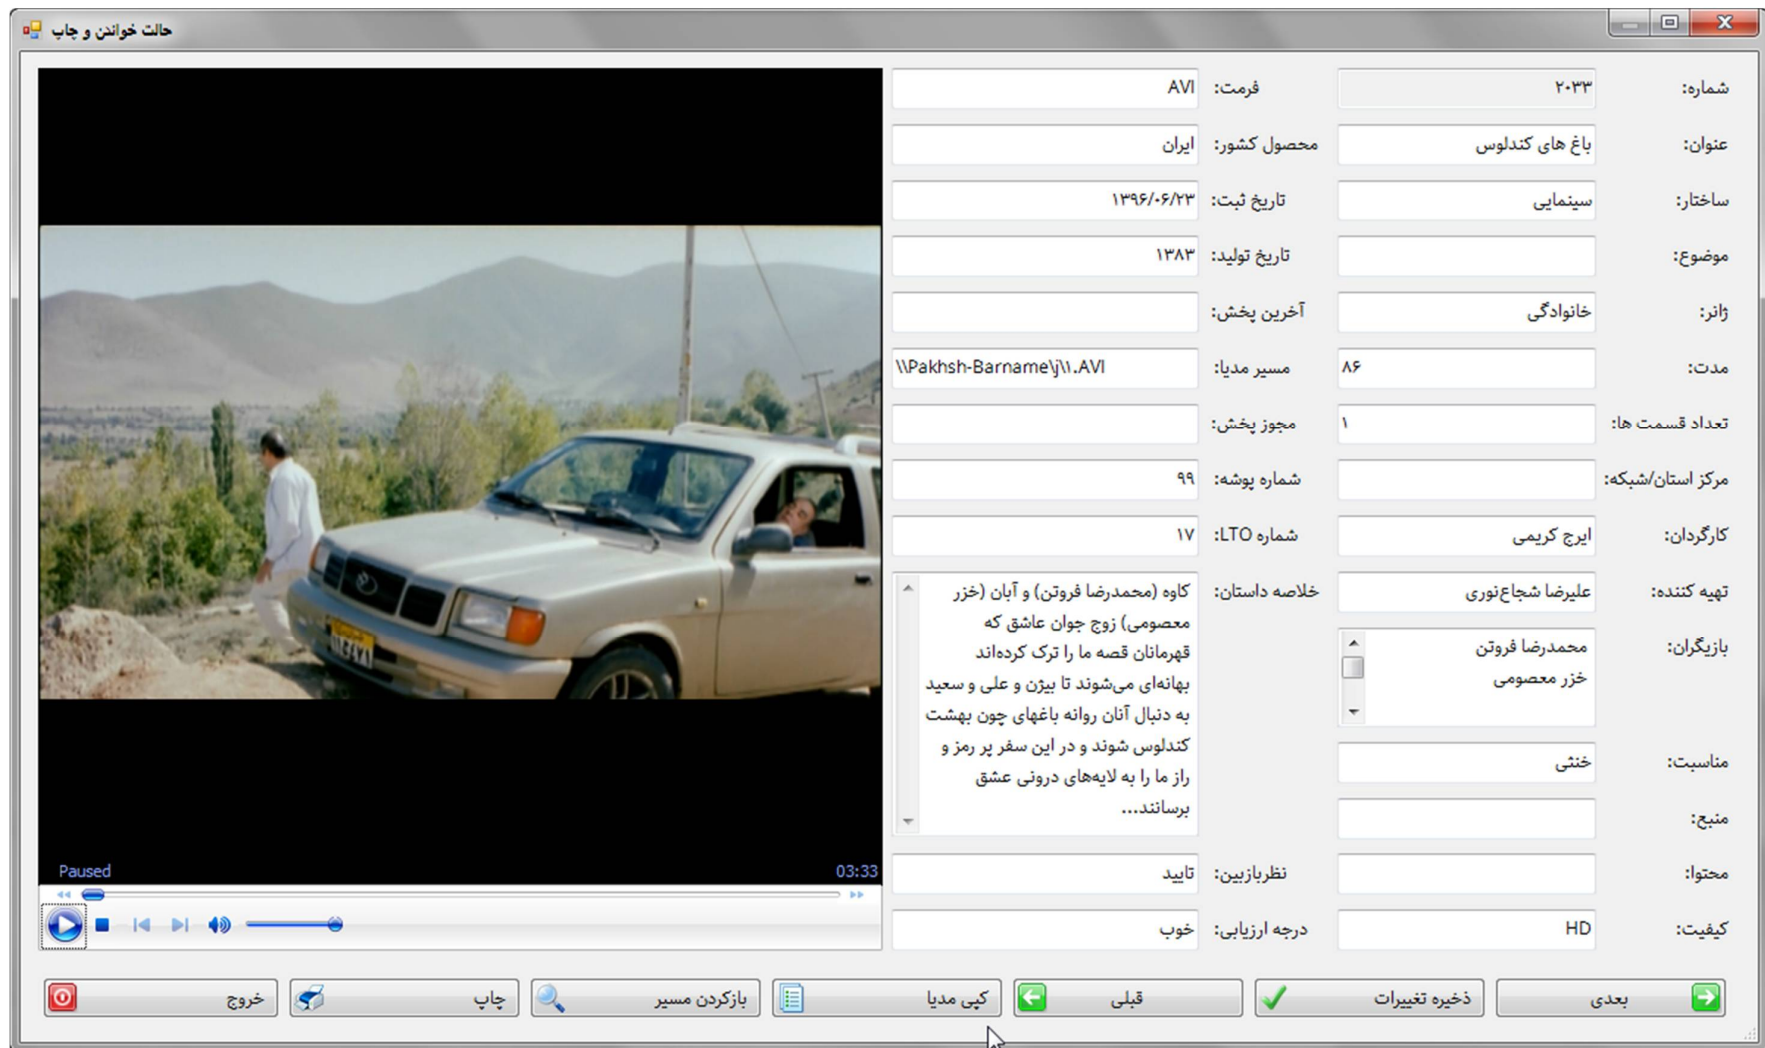 حالت خواندن و چاپ
شماره: ۲۰۳۳
فرمت: AVI
عنوان: باغ های کندلوس
محصول کشور: ایران
ساختار: سینمایی
تاریخ ثبت: ۱۳۹۶/۰۶/۲۳
موضوع:
تاریخ تولید: ۱۳۸۳
ژانر: خانوادگی
آخرین پخش:
مدت: ۸۶
مسیر مدیا: \\Pakhsh-Barname\j\۱.AVI
تعداد قسمت ها: ۱
مجوز پخش:
مرکز استان/شبکه:
شماره پوشه: ۹۹
کارگردان: ایرج کریمی
شماره LTO: ۱۷
تهیه کننده: علیرضا شجاع‌نوری
بازیگران: محمدرضا فروتن
خزر معصومی
مناسبت: خنثی
منبع:
خلاصه داستان: کاوه (محمدرضا فروتن) و آبان (خزر
معصومی) زوج جوان عاشق که
قهرمانان قصه ما را ترک کرده‌اند
بهانه‌ای می‌شوند تا بیژن و علی و سعید
به دنبال آنان روانه باغهای چون بهشت
کندلوس شوند و در این سفر پر رمز و
راز ما را به لایه‌های درونی عشق
برسانند...
محتوا:
نظربازبین: تایید
کیفیت: HD
درجه ارزیابی: خوب
Paused 03:33
بعدی
ذخیره تغییرات
قبلی
کپی مدیا
بازکردن مسیر
چاپ
خروج